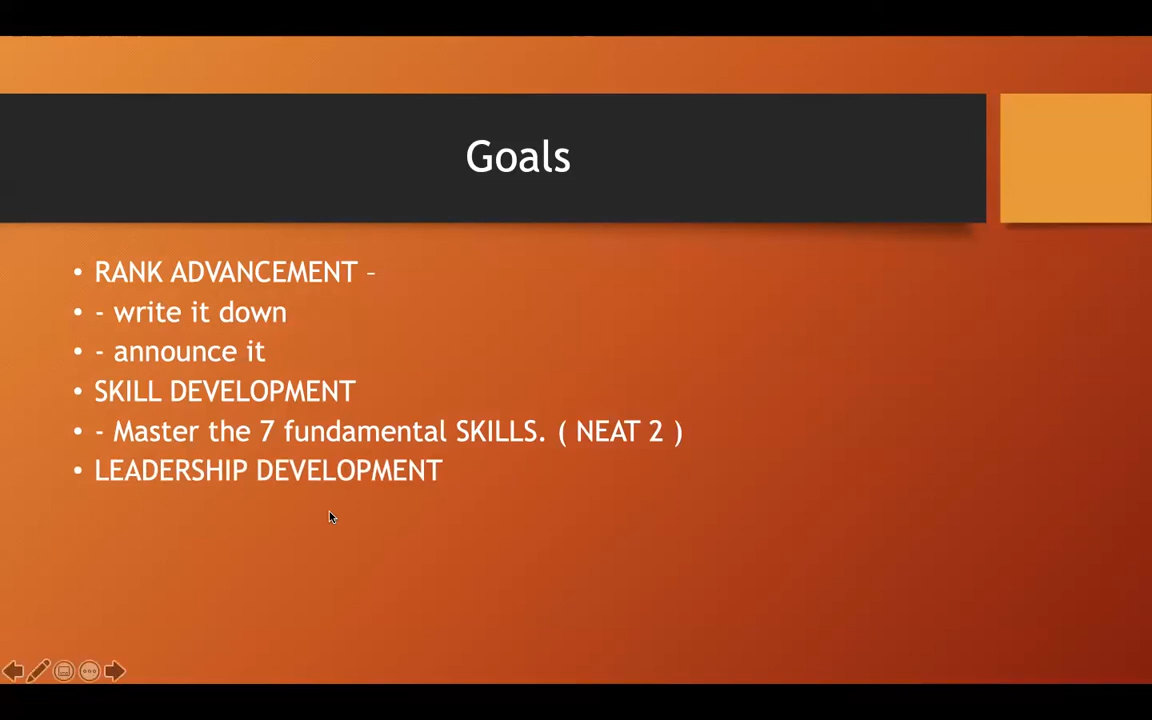 Goals
• RANK ADVANCEMENT –
• - write it down
• - announce it
• SKILL DEVELOPMENT
• - Master the 7 fundamental SKILLS. ( NEAT 2 )
• LEADERSHIP DEVELOPMENT